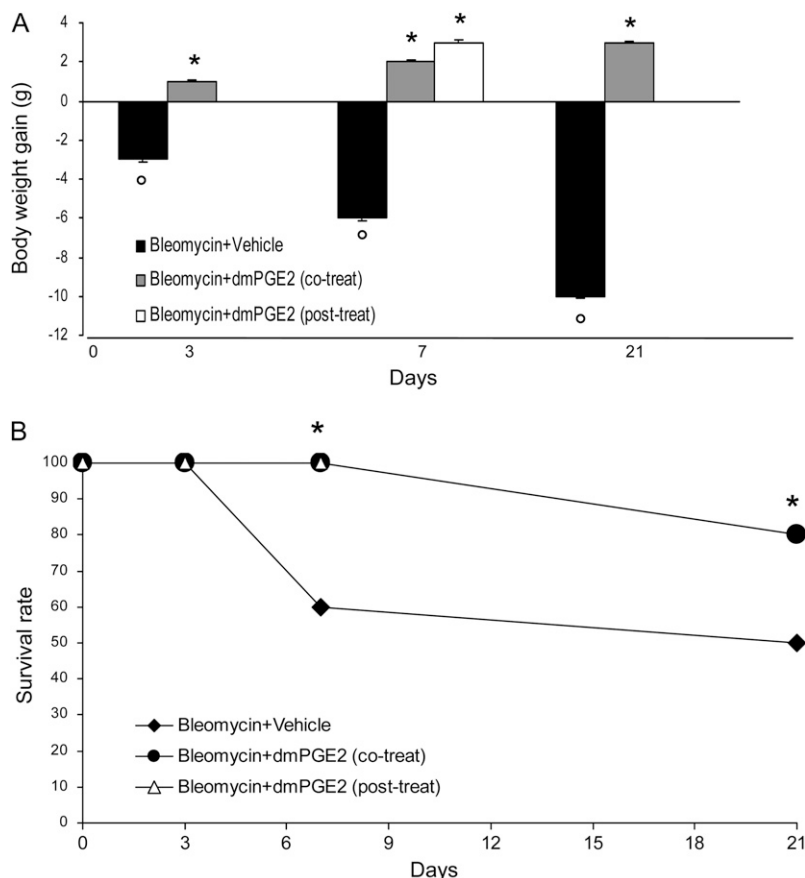 A
Body weight gain (g)
4
2
0
-2
-4
-6
-8
-10
-12
* * * *
Bleomycin+Vehicle
Bleomycin+dmPGE2 (co-treat)
Bleomycin+dmPGE2 (post-treat)
0 3 7 21
Days
B
Survival rate
* *
100
90
80
70
60
50
40
30
20
10
0
Bleomycin+Vehicle
Bleomycin+dmPGE2 (co-treat)
Bleomycin+dmPGE2 (post-treat)
0 3 6 9 12 15 18 21
Days